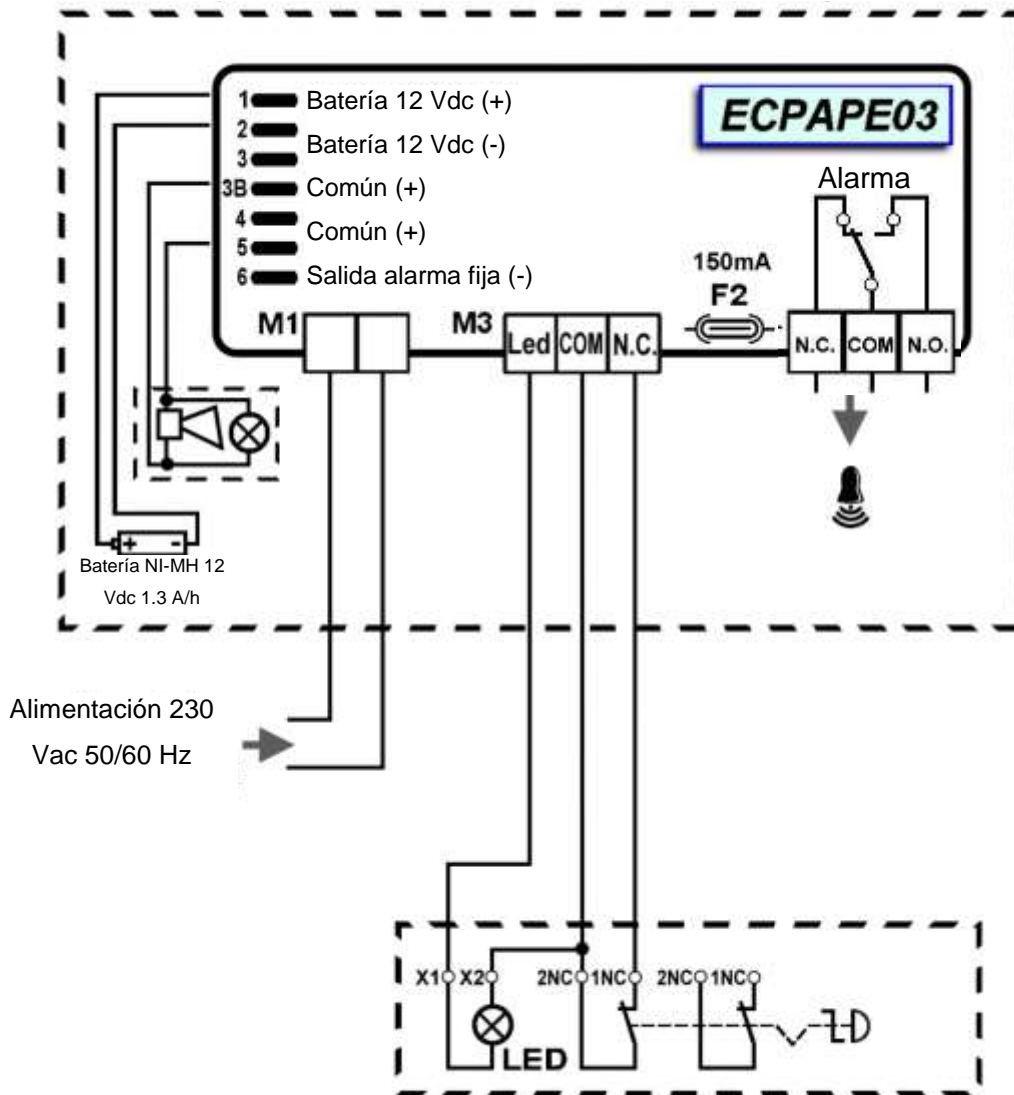 ECPAPE03
1 Batería 12 Vdc (+)
2
Batería 12 Vdc (-)
3
3B Común (+)
4
Común (+)
5
6 Salida alarma fija (-)
Alarma
150mA
F2
M1
M3
Led COM N.C.
N.C. COM N.O.
+ -
Batería NI-MH 12
Vdc 1.3 A/h
Alimentación 230
Vac 50/60 Hz
X1 X2 2NC 1NC 2NC 1NC
LED